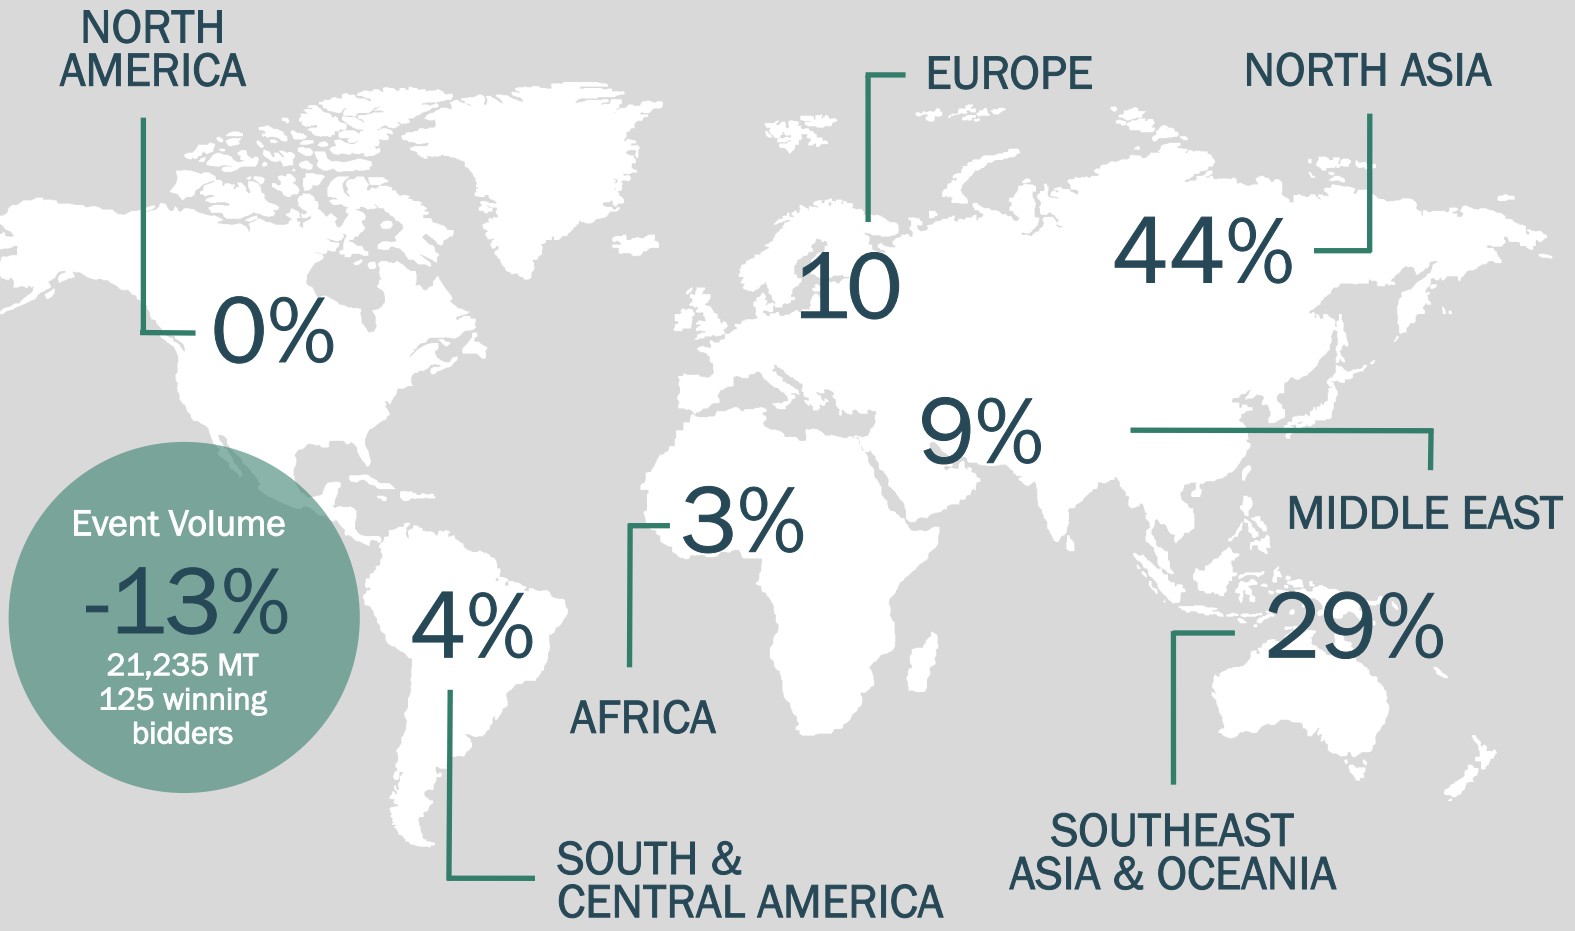 NORTH
AMERICA
0%
EUROPE
10
NORTH ASIA
44%
9%
MIDDLE EAST
3%
AFRICA
Event Volume
-13%
21,235 MT
125 winning
bidders
4%
SOUTH &
CENTRAL AMERICA
29%
SOUTHEAST
ASIA & OCEANIA